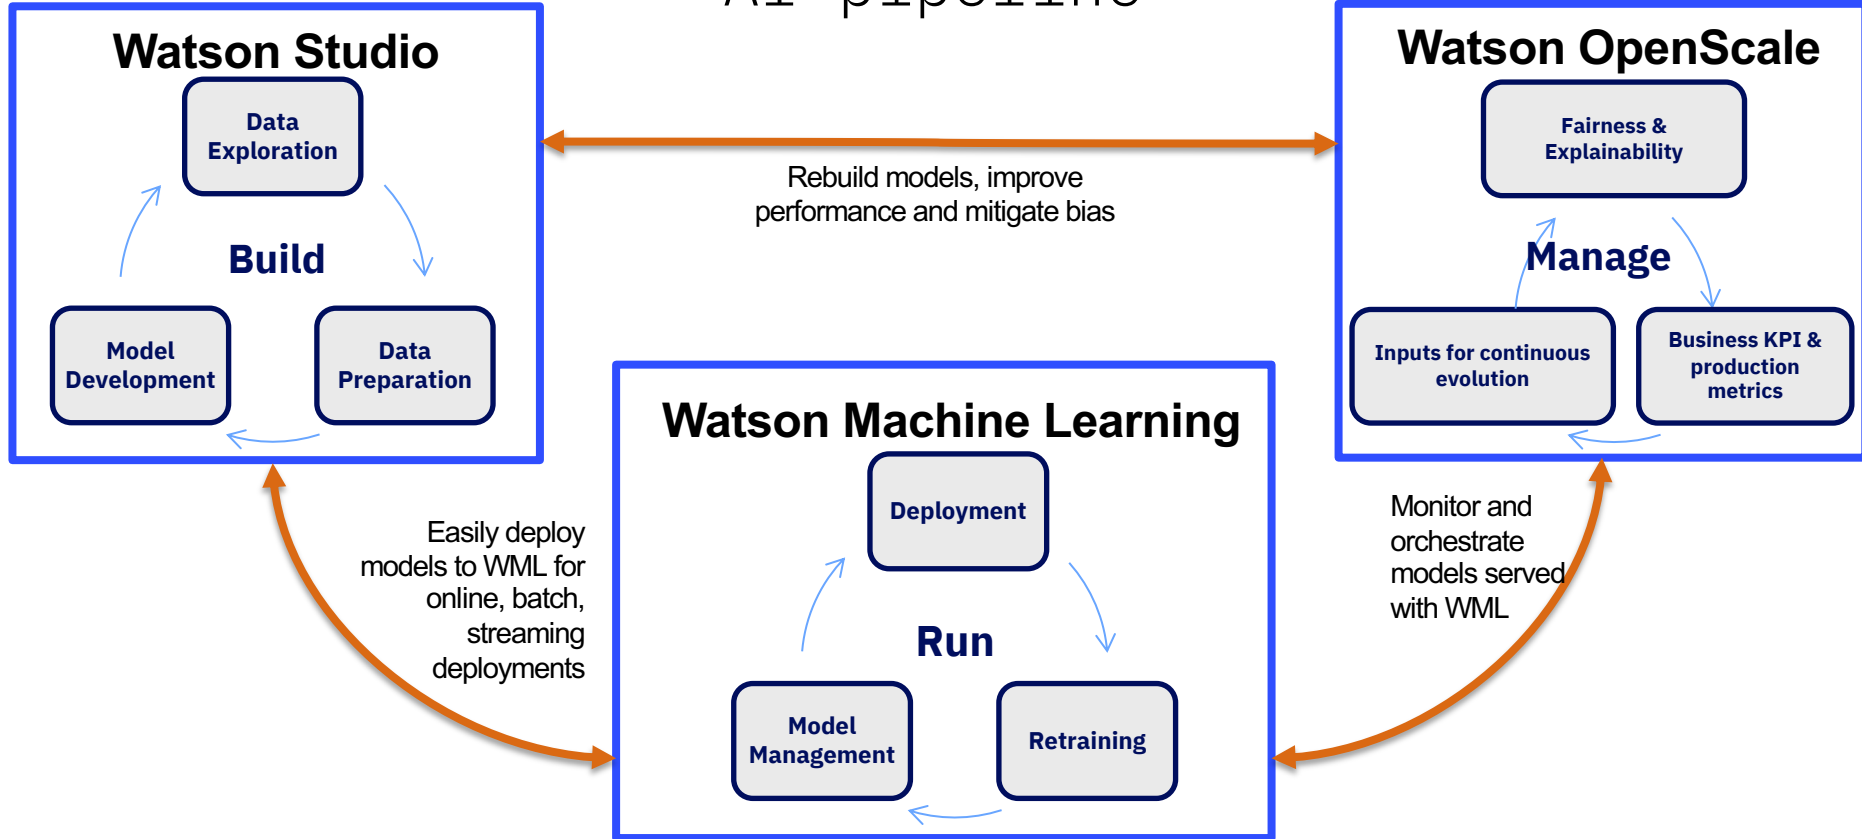 AI pipeline
Watson Studio
Data
Exploration
Build
Model
Development
Data
Preparation
Rebuild models, improve
performance and mitigate bias
Watson OpenScale
Fairness &
Explainability
Manage
Inputs for continuous
evolution
Business KPI &
production
metrics
Easily deploy
models to WML for
online, batch,
streaming
deployments
Watson Machine Learning
Deployment
Run
Model
Management
Retraining
Monitor and
orchestrate
models served
with WML